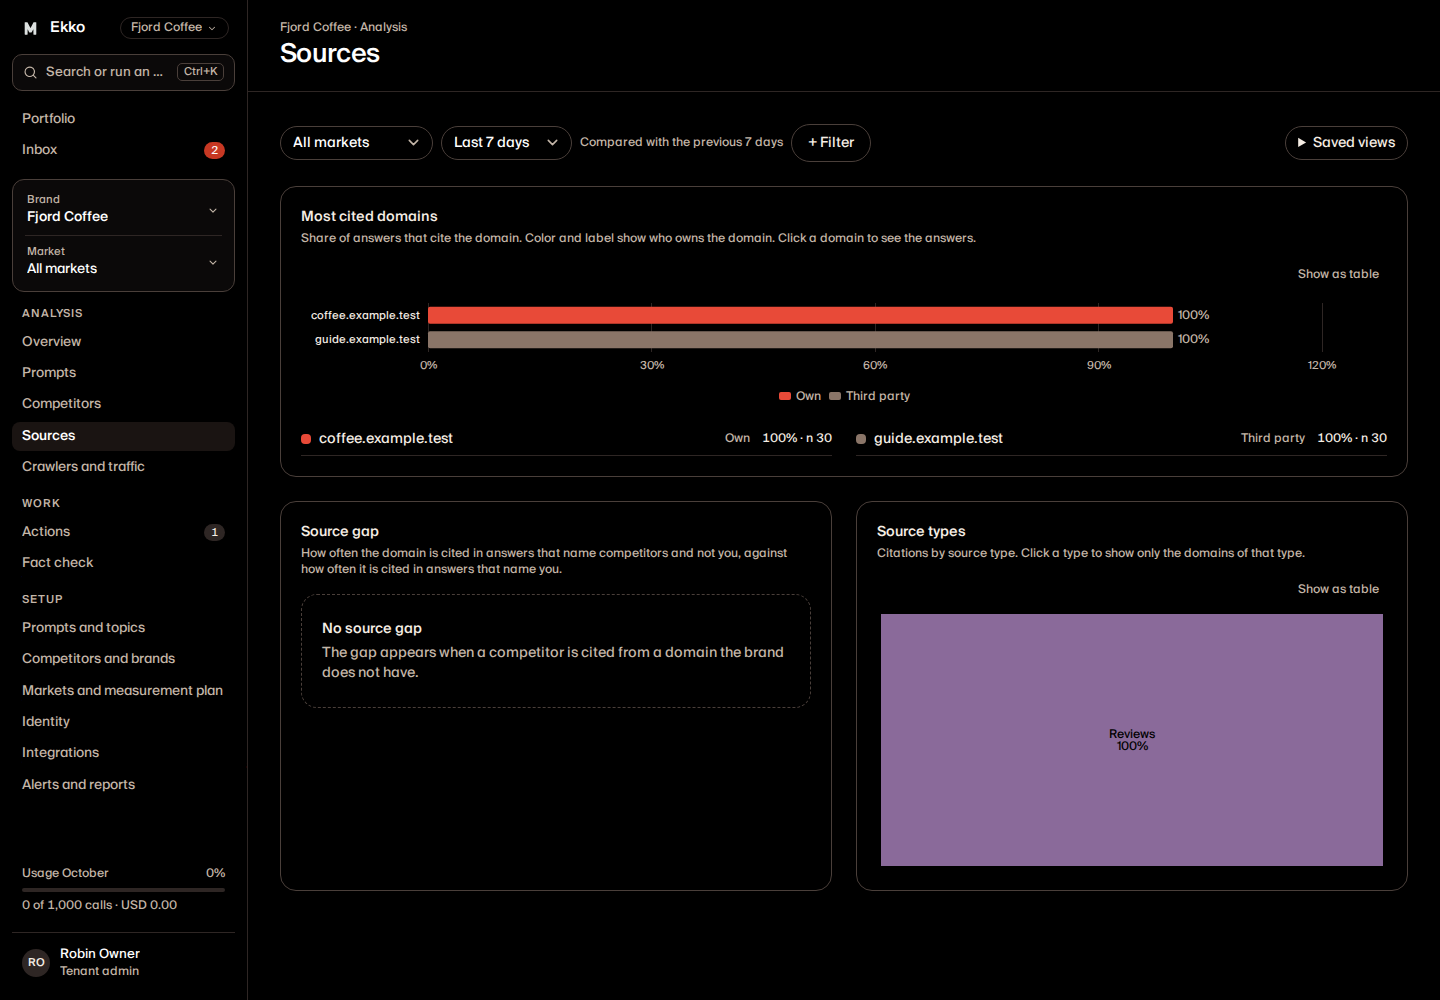 Ekko
Fjord Coffee
Search or run an ...
Ctrl+K
Portfolio
Inbox
2
Brand
Fjord Coffee
Market
All markets
ANALYSIS
Overview
Prompts
Competitors
Sources
Crawlers and traffic
WORK
Actions
1
Fact check
SETUP
Prompts and topics
Competitors and brands
Markets and measurement plan
Identity
Integrations
Alerts and reports
Usage October
0%
0 of 1,000 calls · USD 0.00
RO
Robin Owner
Tenant admin
Fjord Coffee · Analysis
Sources
All markets
Last 7 days
Compared with the previous 7 days
+ Filter
Saved views
Most cited domains
Share of answers that cite the domain. Color and label show who owns the domain. Click a domain to see the answers.
Show as table
coffee.example.test
100%
guide.example.test
100%
0%
30%
60%
90%
120%
Own
Third party
coffee.example.test
Own
100% · n 30
guide.example.test
Third party
100% · n 30
Source gap
How often the domain is cited in answers that name competitors and not you, against
how often it is cited in answers that name you.
No source gap
The gap appears when a competitor is cited from a domain the brand
does not have.
Source types
Citations by source type. Click a type to show only the domains of that type.
Show as table
Reviews
100%